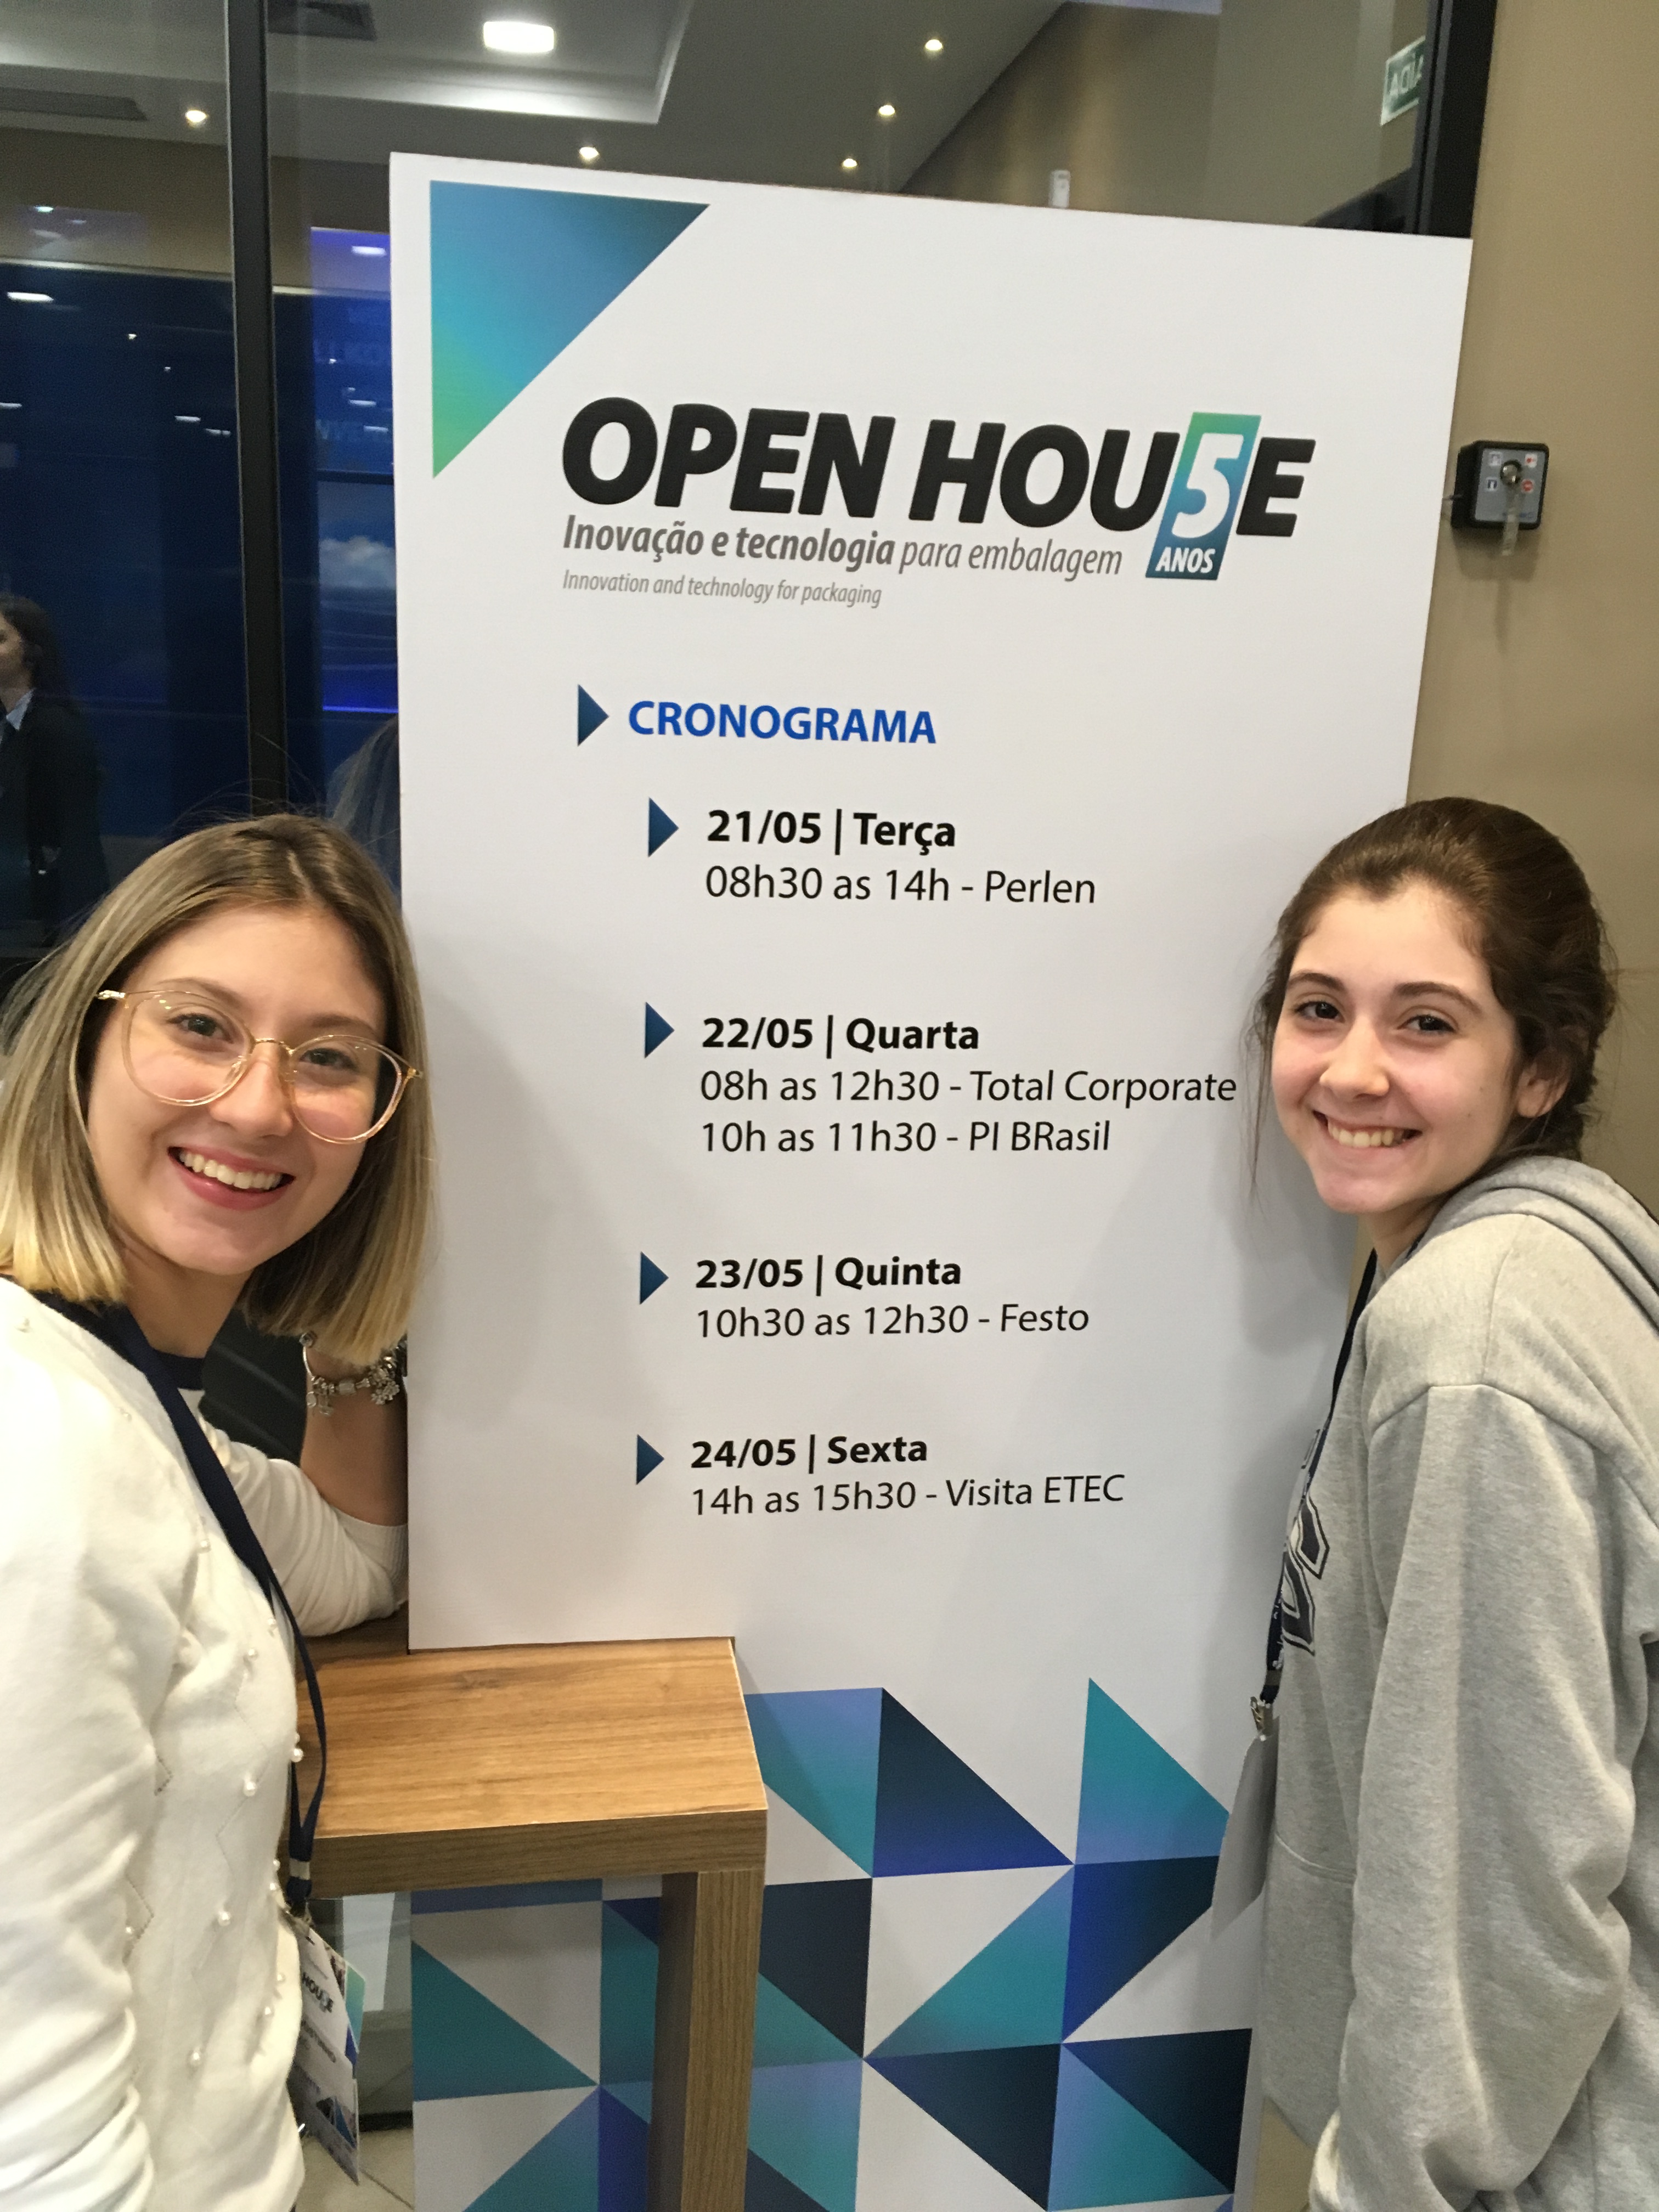 OPEN HOU5E
ANOS
Inovação e tecnologia para embalagem
Innovation and technology for packaging
CRONOGRAMA
21/05 | Terça
08h30 as 14h - Perlen
22/05 | Quarta
08h as 12h30 - Total Corporate
10h as 11h30 - PI BRasil
23/05 | Quinta
10h30 as 12h30 - Festo
24/05 | Sexta
14h as 15h30 - Visita ETEC
HOU5E